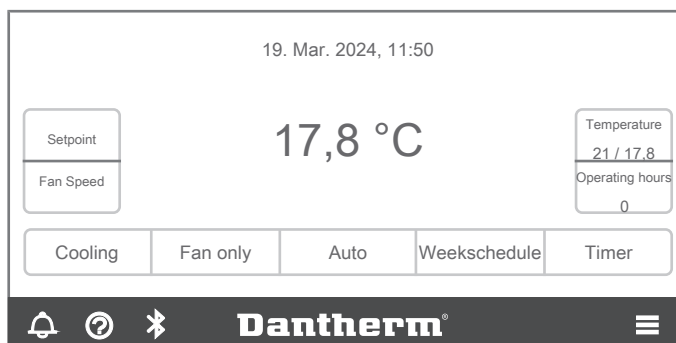 19. Mar. 2024, 11:50
17,8 °C
Setpoint
Fan Speed
Temperature
21 / 17,8
Operating hours
0
Cooling
Fan only
Auto
Weekschedule
Timer
Dantherm®